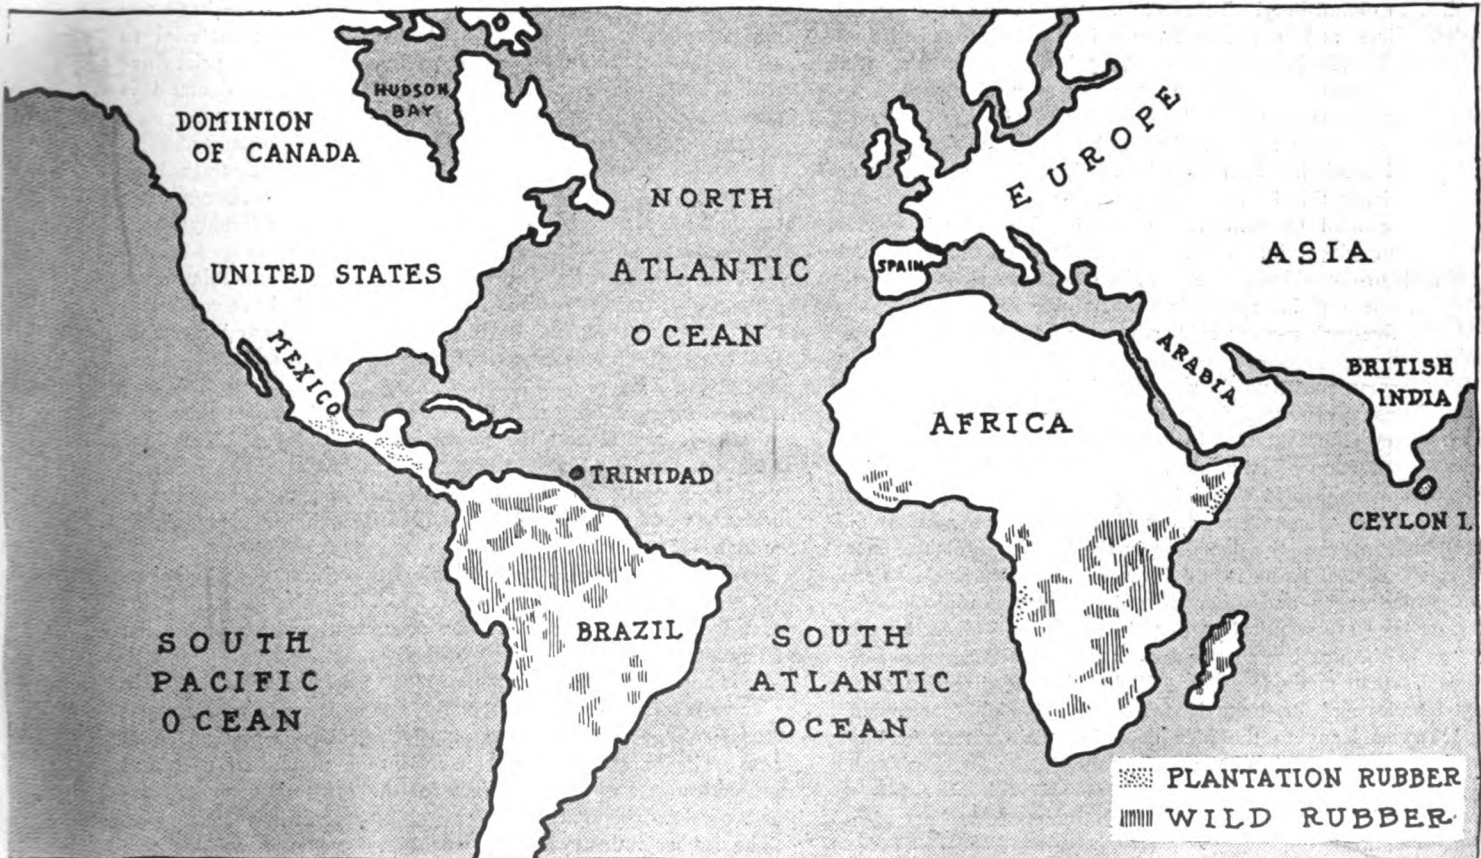 HUDSON
BAY
DOMINION
OF CANADA
NORTH
ATLANTIC
OCEAN
EUROPE
ASIA
UNITED STATES
SPAIN
MEXICO
ARABIA
BRITISH
INDIA
AFRICA
TRINIDAD
CEYLON I.
BRAZIL
SOUTH
PACIFIC
OCEAN
SOUTH
ATLANTIC
OCEAN
PLANTATION RUBBER
WILD RUBBER